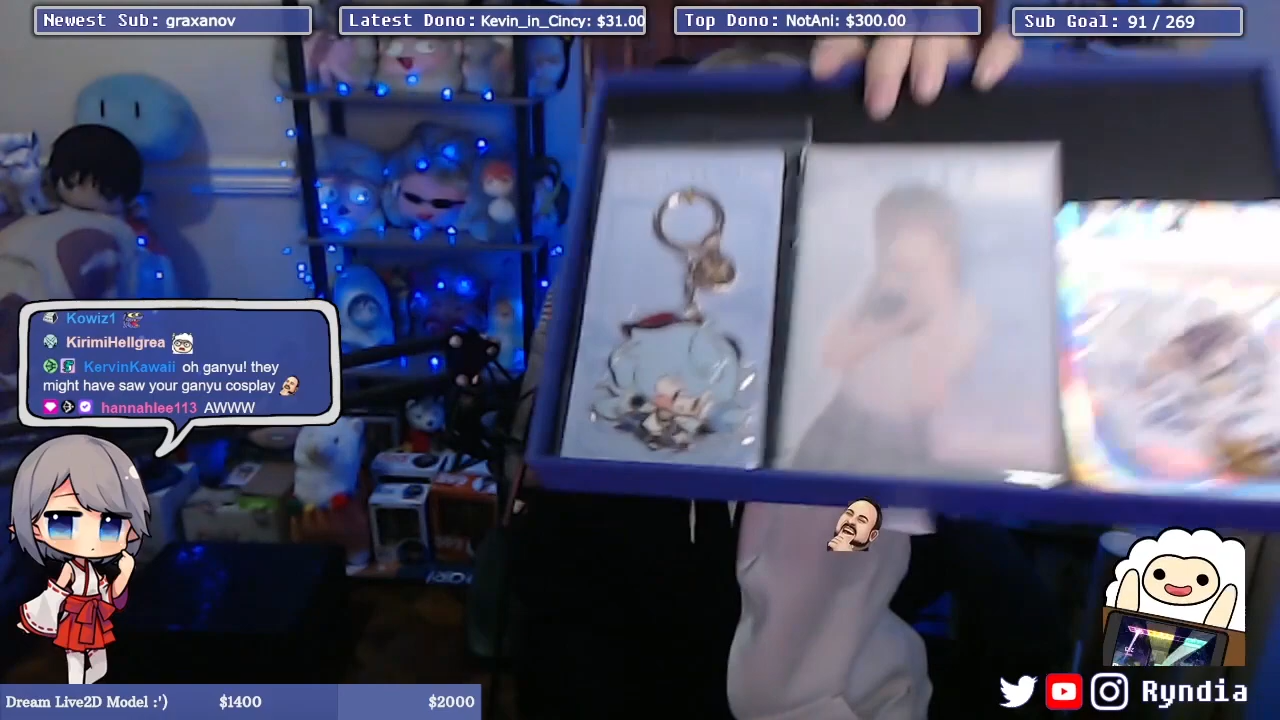 Newest Sub: graxanov
Latest Dono: Kevin_in_Cincy: $31.00
Top Dono: NotAni: $300.00
Sub Goal: 91 / 269
Kowiz1
KirimiHellgrea
KervinKawaii oh ganyu! they
might have saw your ganyu cosplay
hannahlee113 AWWW
Dream Live2D Model :') $1400 $2000
Ryndia